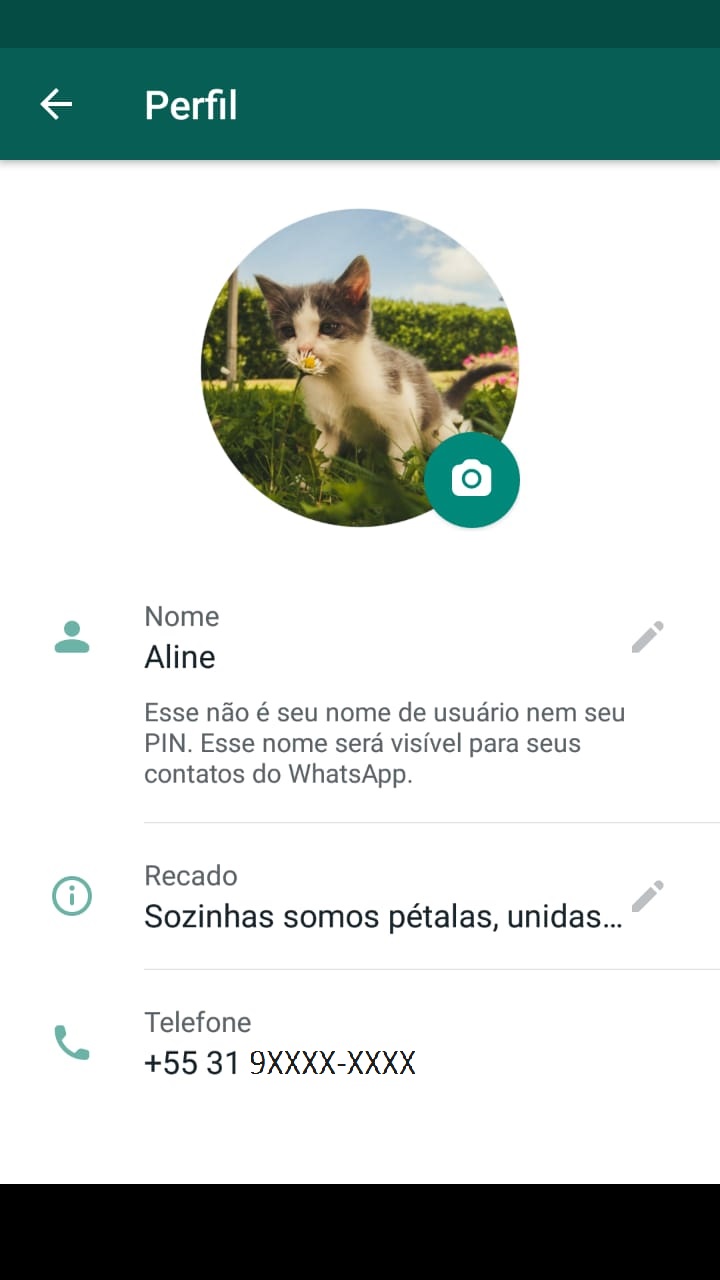 Perfil
Nome
Aline
Esse não é seu nome de usuário nem seu
PIN. Esse nome será visível para seus
contatos do WhatsApp.
Recado
Sozinhas somos pétalas, unidas...
Telefone
+55 31 9XXXX-XXXX